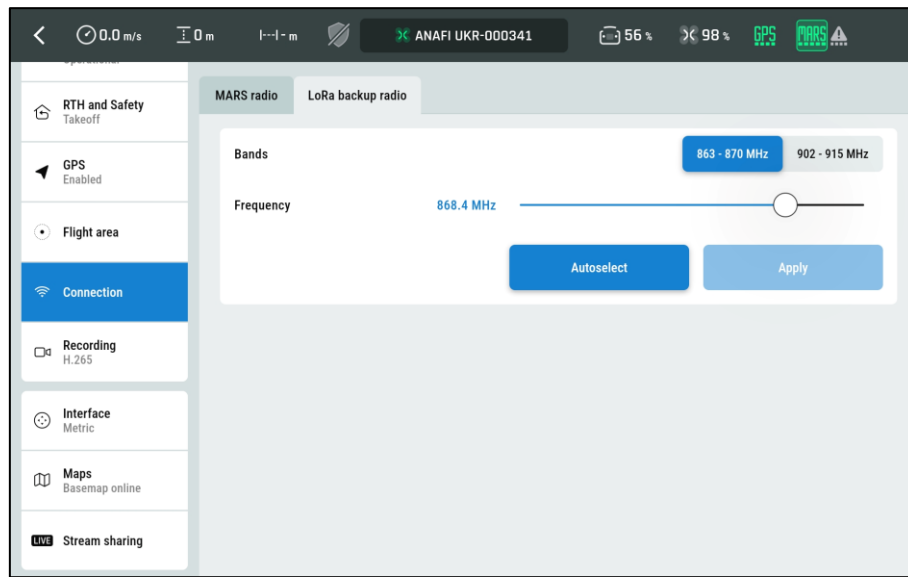 0.0 m/s
0 m
I---I - m
ANAFI UKR-000341
56 %
98 %
GPS
MARS
RTH and Safety
Takeoff
GPS
Enabled
Flight area
Connection
Recording
H.265
Interface
Metric
Maps
Basemap online
LIVE
Stream sharing
MARS radio
LoRa backup radio
Bands
863 - 870 MHz
902 - 915 MHz
Frequency
868.4 MHz
Autoselect
Apply